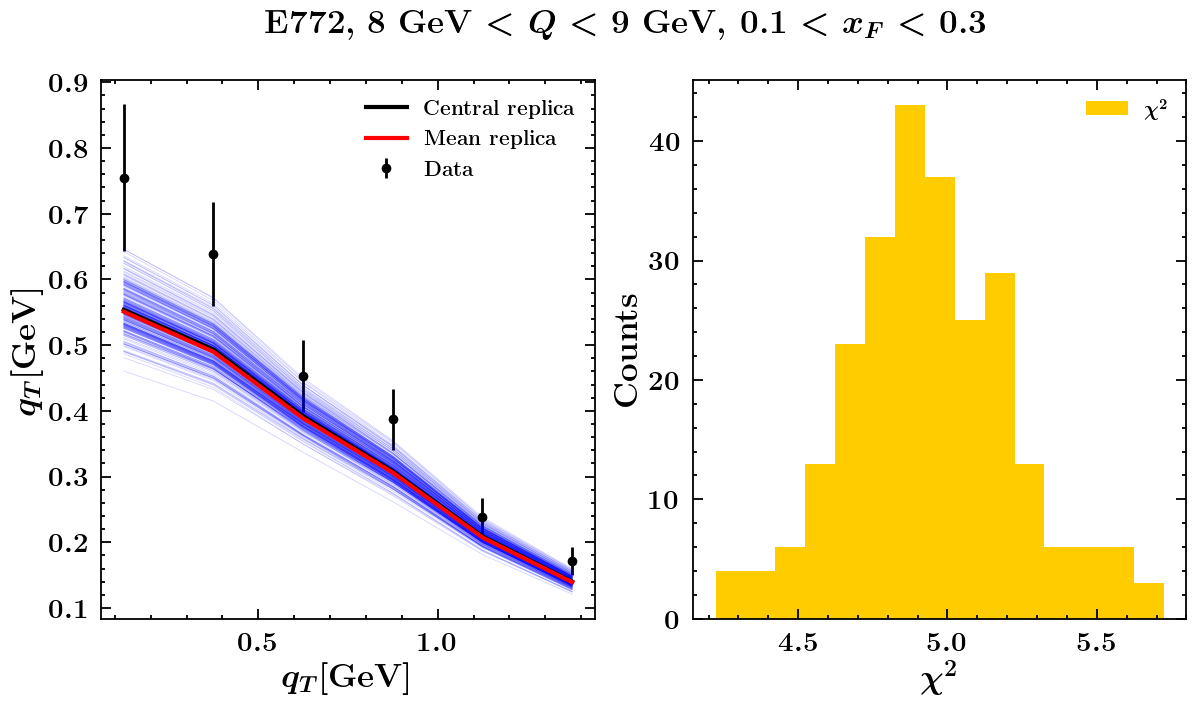 E772, 8 GeV < Q < 9 GeV, 0.1 < x_F < 0.3
0.9
0.8
0.7
0.6
0.5
0.4
0.3
0.2
0.1
q_T[GeV]
0.5
1.0
q_T[GeV]
Central replica
Mean replica
Data
40
30
20
10
0
Counts
4.5
5.0
5.5
χ²
χ²